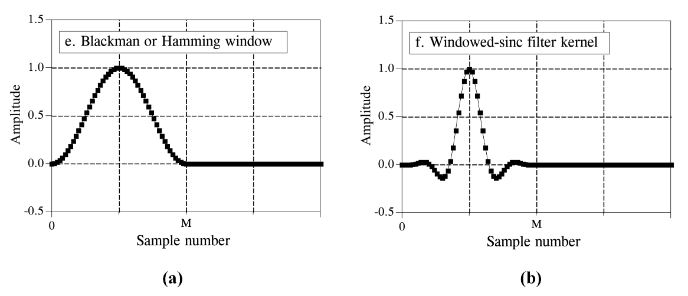 e. Blackman or Hamming window
1.5
1.0
0.5
0.0
-0.5
Amplitude
0
M
Sample number
(a)
f. Windowed-sinc filter kernel
1.5
1.0
0.5
0.0
-0.5
Amplitude
0
M
Sample number
(b)